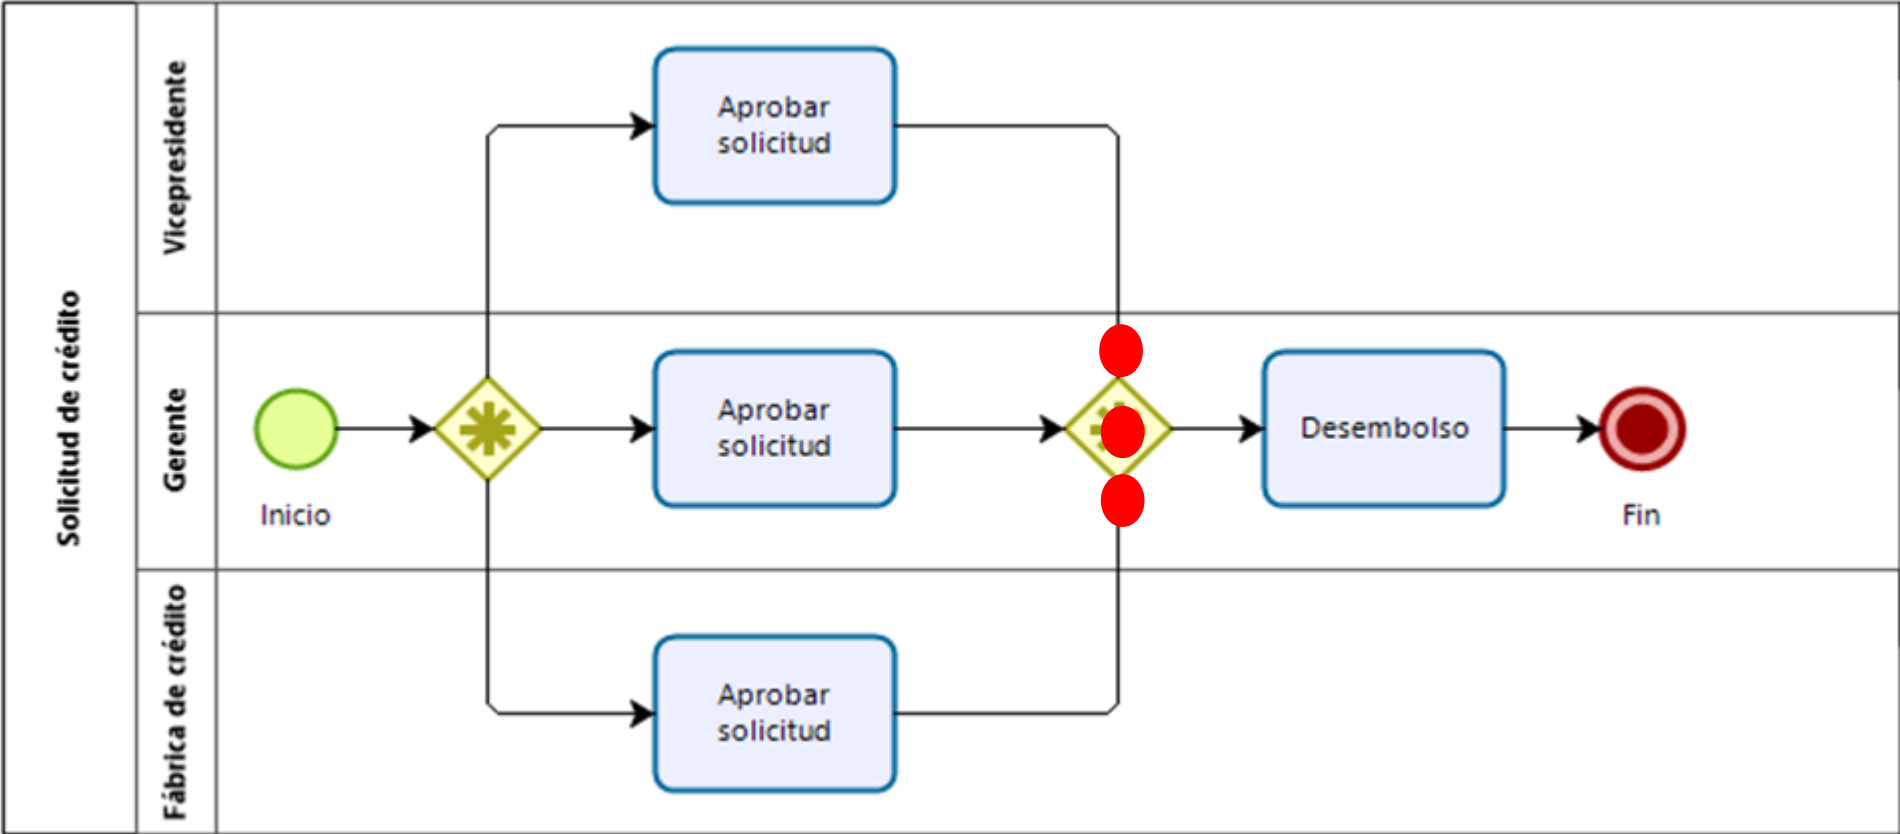 Solicitud de crédito
Vicepresidente
Aprobar
solicitud
Gerente
Inicio
Aprobar
solicitud
Desembolso
Fin
Fábrica de crédito
Aprobar
solicitud